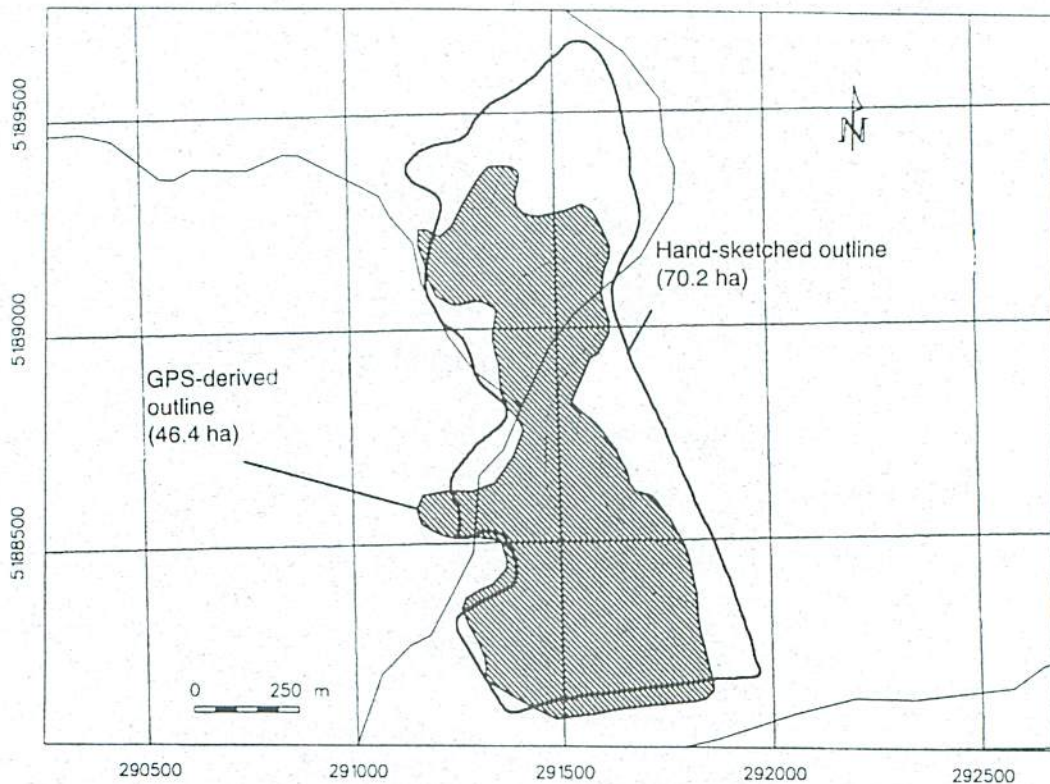 5189500
N
Hand-sketched outline
(70.2 ha)
5189000
GPS-derived
outline
(46.4 ha)
5188500
0 250 m
290500 291000 291500 292000 292500